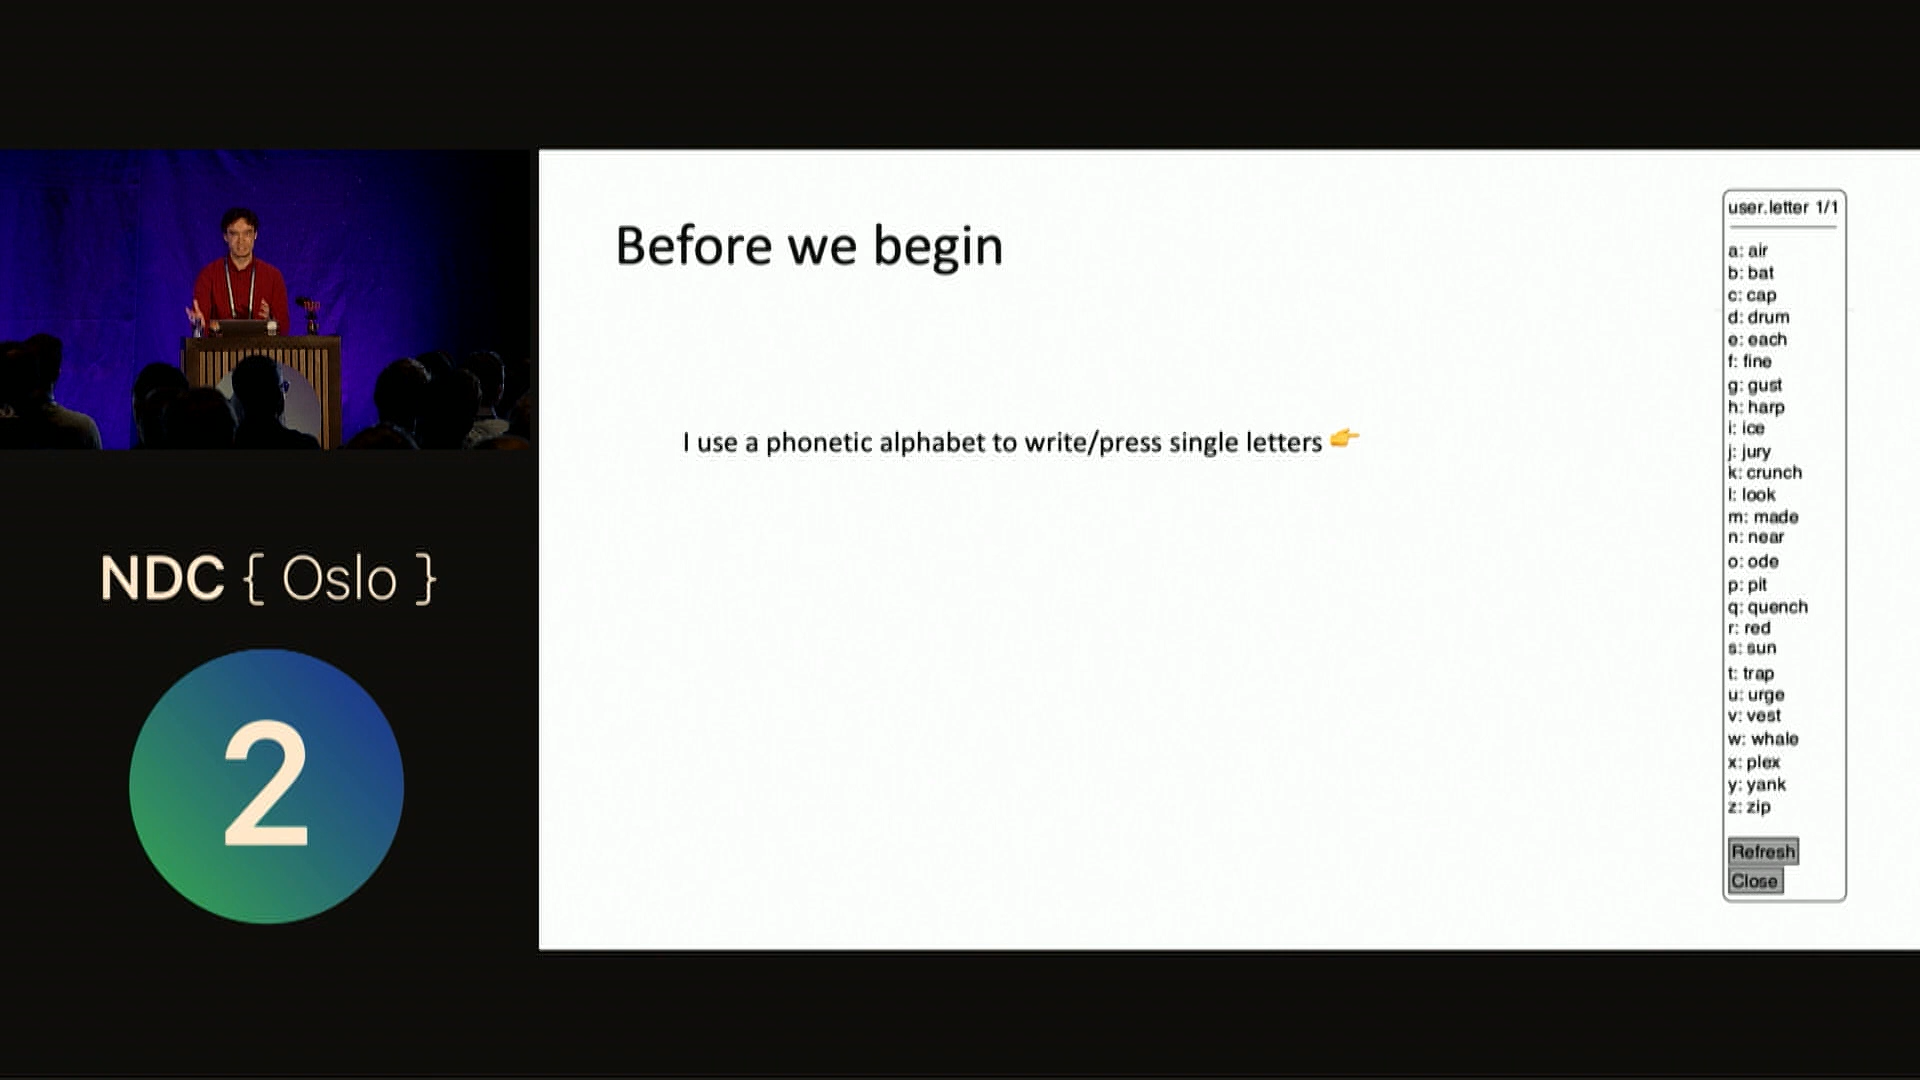 NDC { Oslo }
2
Before we begin
I use a phonetic alphabet to write/press single letters 👉
user.letter 1/1
a: air
b: bat
c: cap
d: drum
e: each
f: fine
g: gust
h: harp
i: ice
j: jury
k: crunch
l: look
m: made
n: near
o: ode
p: pit
q: quench
r: red
s: sun
t: trap
u: urge
v: vest
w: whale
x: plex
y: yank
z: zip
Refresh
Close